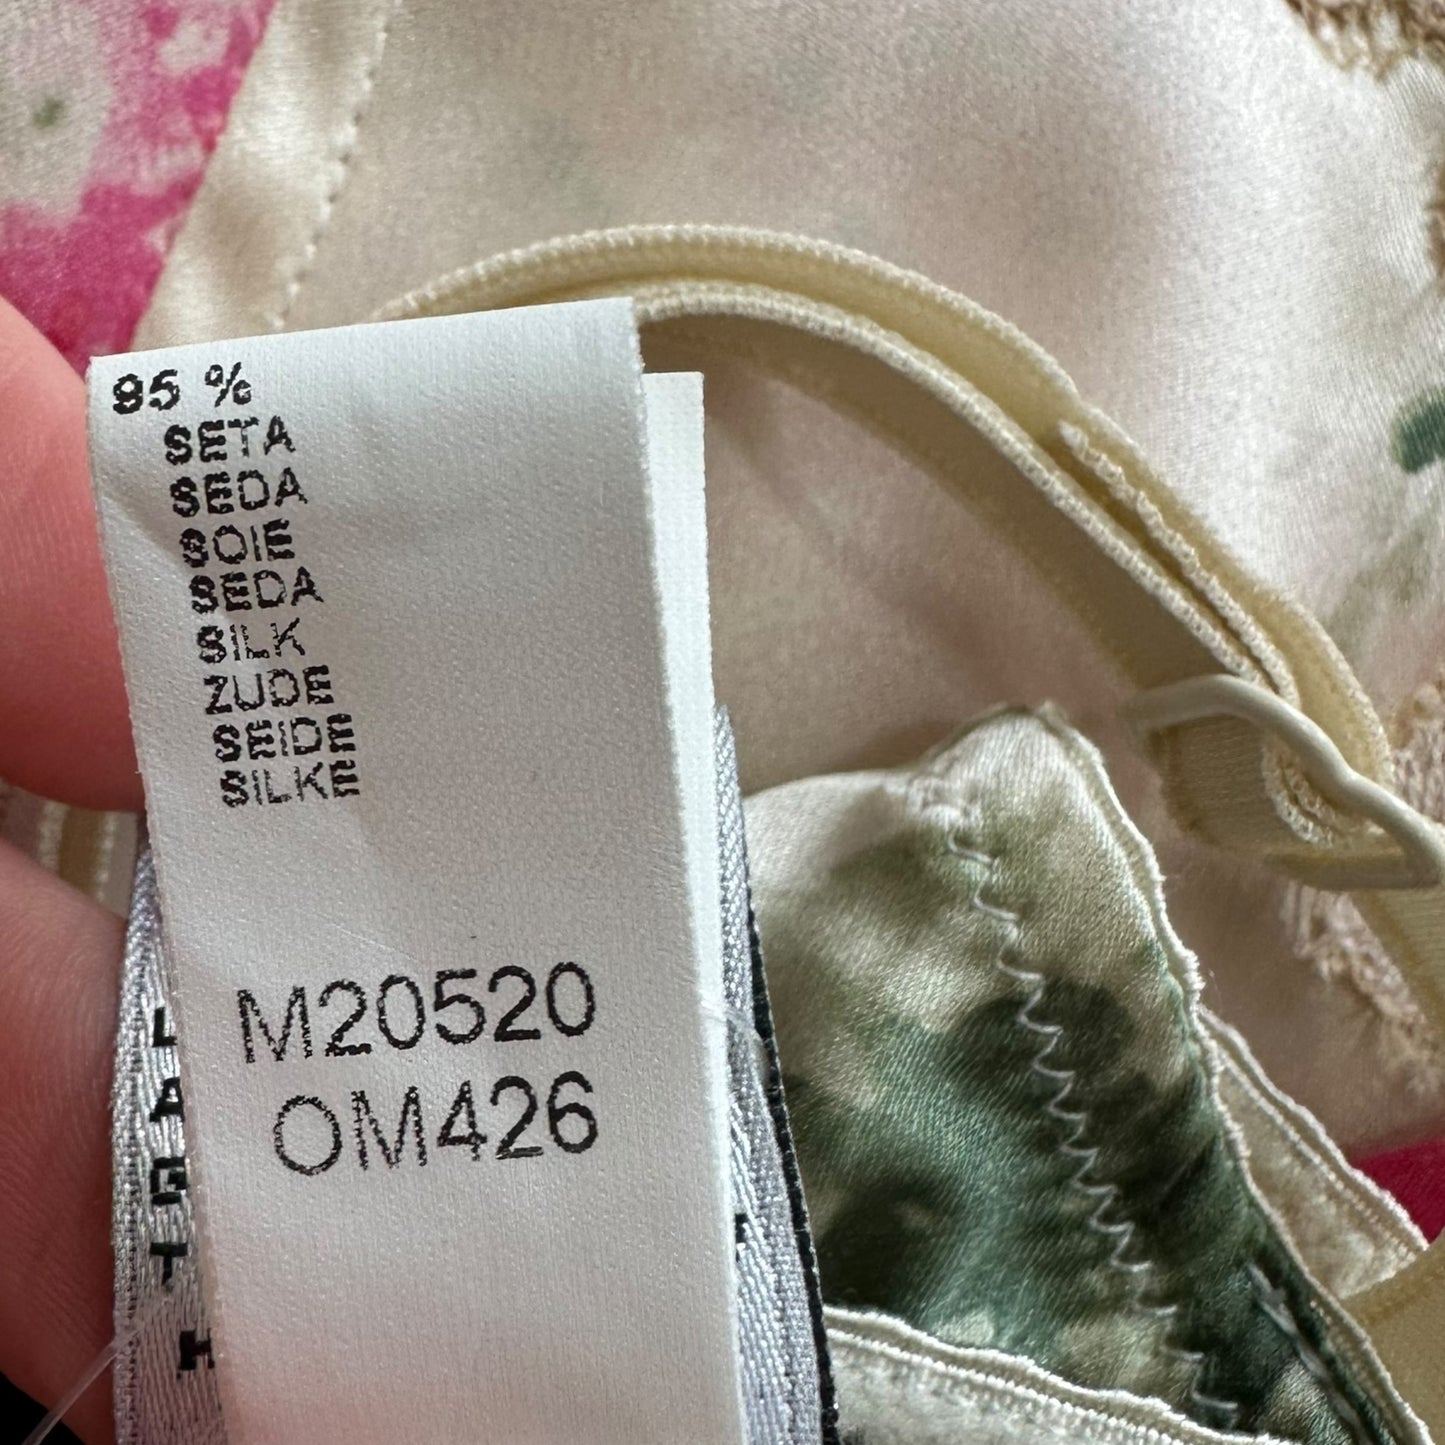 95 %
SETA
SEDA
SOIE
SEDA
SILK
ZIJDE
SEIDE
SILKE
M20520
OM426